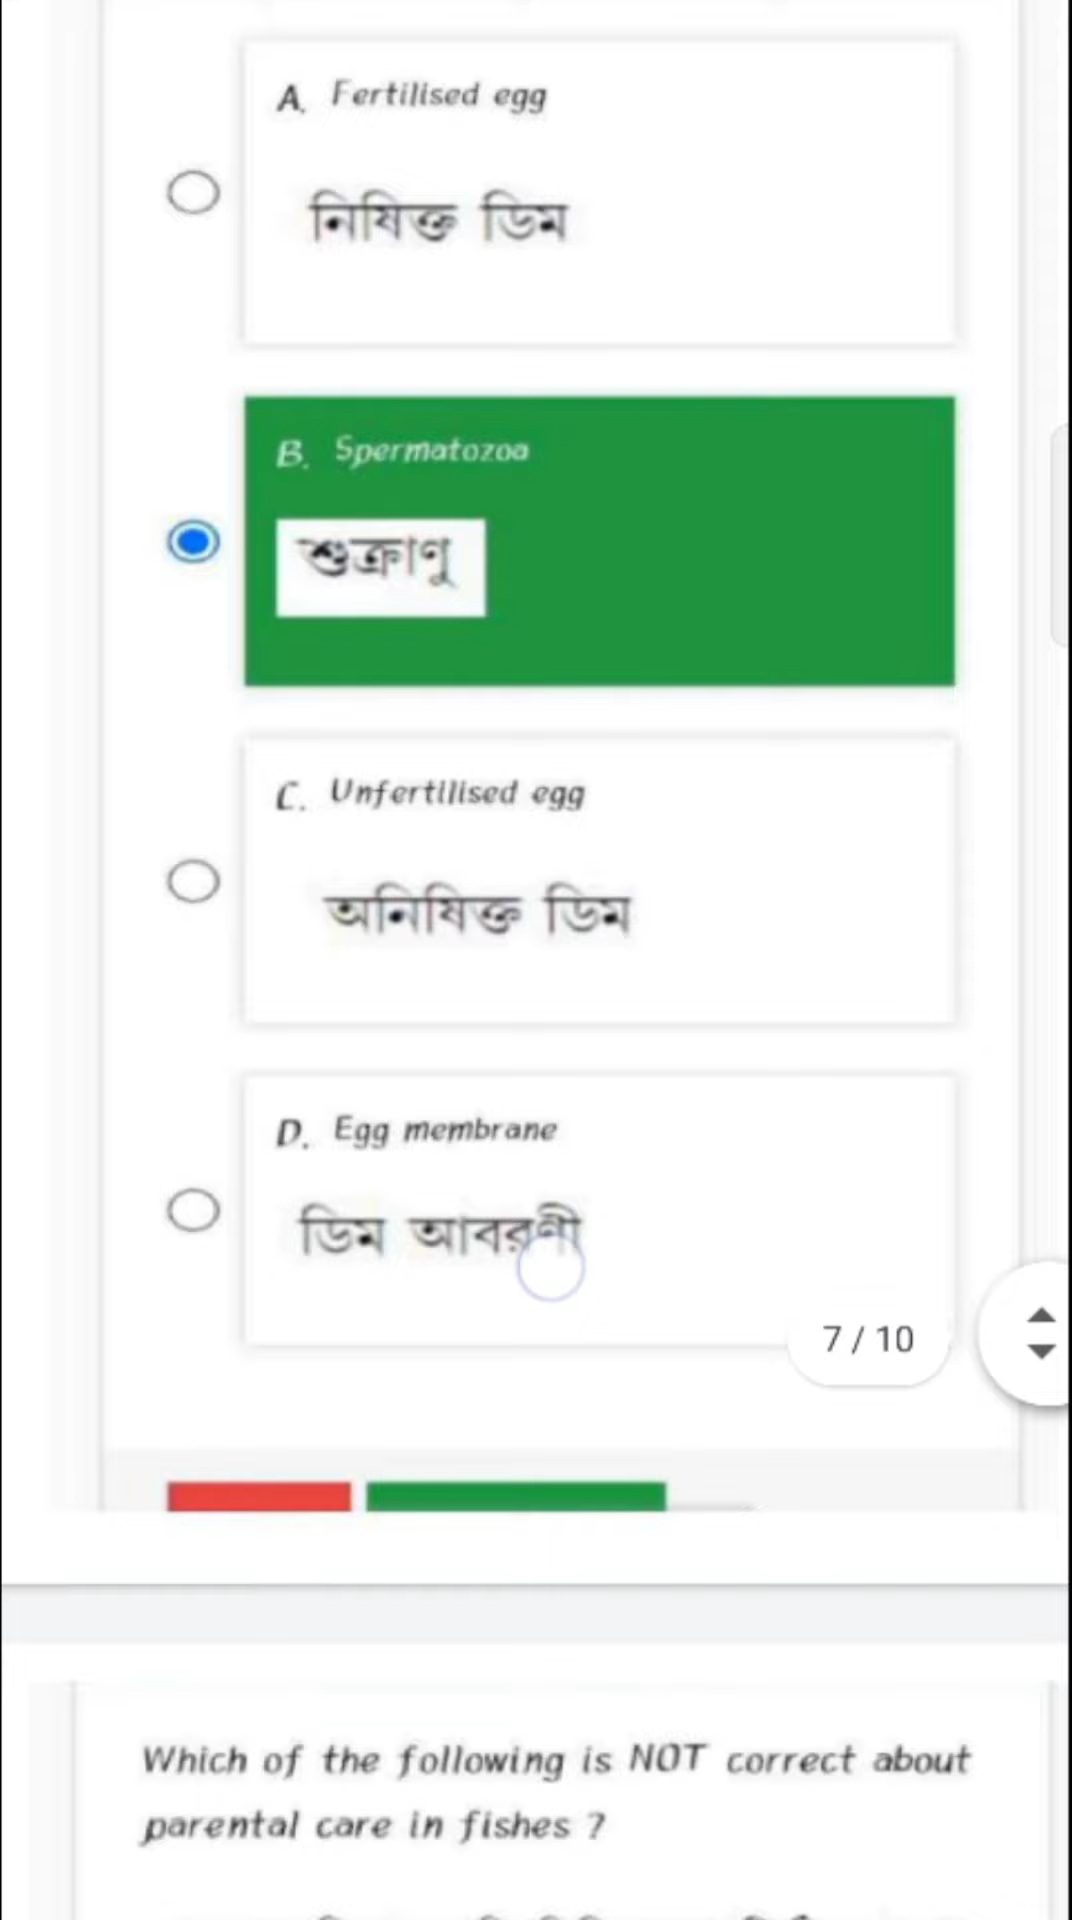 A. Fertilised egg
নিষিক্ত ডিম
B. Spermatozoa
শুক্রাণু
C. Unfertilised egg
অনিষিক্ত ডিম
D. Egg membrane
ডিম আবরণী
7 / 10
Which of the following is NOT correct about
parental care in fishes ?